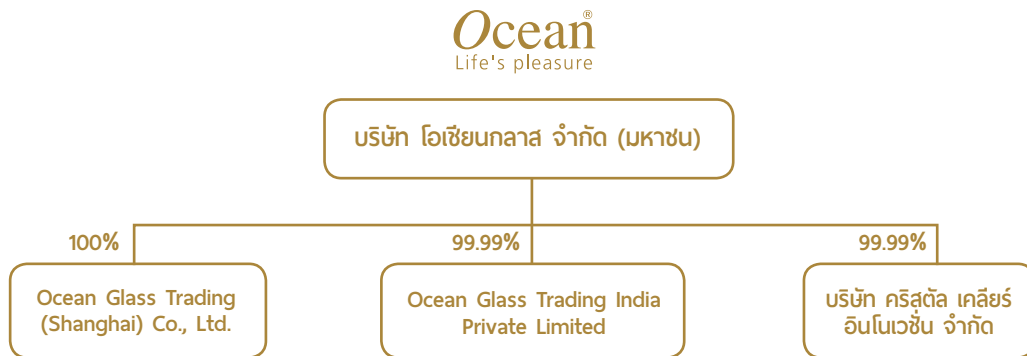 Ocean®
Life's pleasure
บริษัท โอเชียนกลาส จำกัด (มหาชน)
100%
99.99%
99.99%
Ocean Glass Trading
(Shanghai) Co., Ltd.
Ocean Glass Trading India
Private Limited
บริษัท คริสตัล เคลียร์
อินโนเวชั่น จำกัด